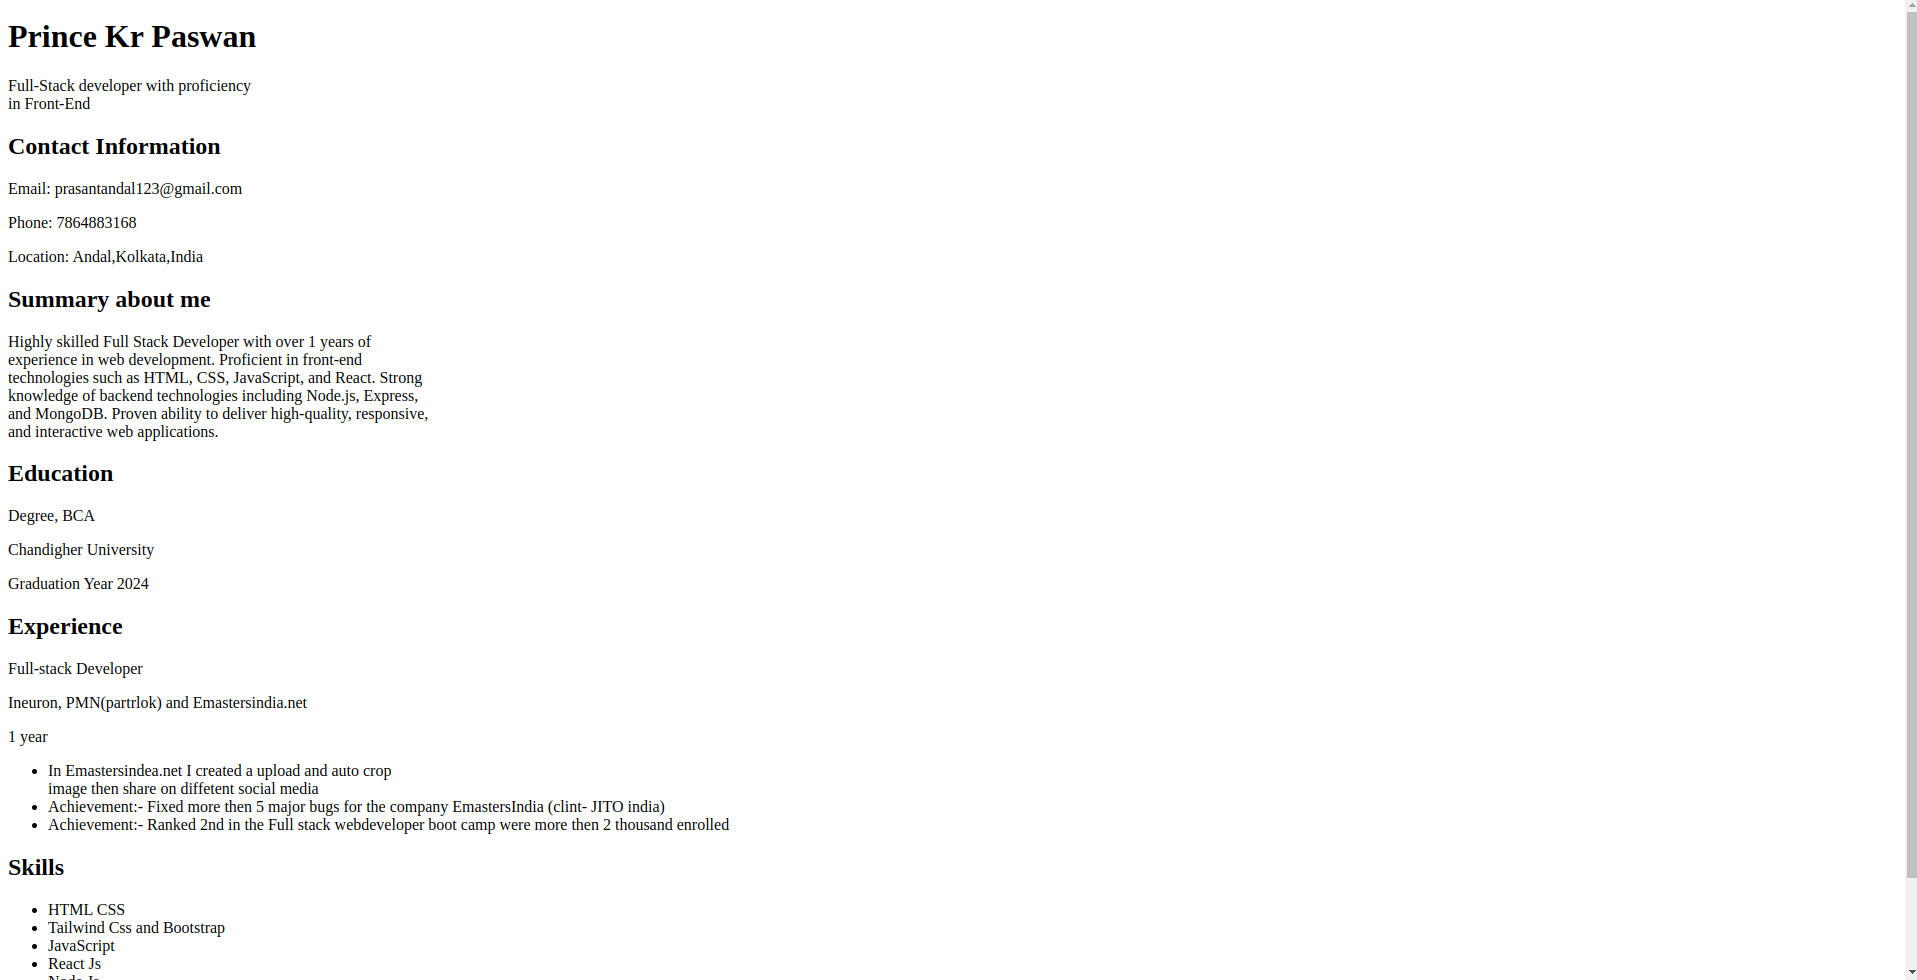 Prince Kr Paswan
Full-Stack developer with proficiency
in Front-End
Contact Information
Email: prasantandal123@gmail.com
Phone: 7864883168
Location: Andal,Kolkata,India
Summary about me
Highly skilled Full Stack Developer with over 1 years of
experience in web development. Proficient in front-end
technologies such as HTML, CSS, JavaScript, and React. Strong
knowledge of backend technologies including Node.js, Express,
and MongoDB. Proven ability to deliver high-quality, responsive,
and interactive web applications.
Education
Degree, BCA
Chandigher University
Graduation Year 2024
Experience
Full-stack Developer
Ineuron, PMN(partrlok) and Emastersindia.net
1 year
In Emastersindea.net I created a upload and auto crop
image then share on diffetent social media
Achievement:- Fixed more then 5 major bugs for the company EmastersIndia (clint- JITO india)
Achievement:- Ranked 2nd in the Full stack webdeveloper boot camp were more then 2 thousand enrolled
Skills
HTML CSS
Tailwind Css and Bootstrap
JavaScript
React Js